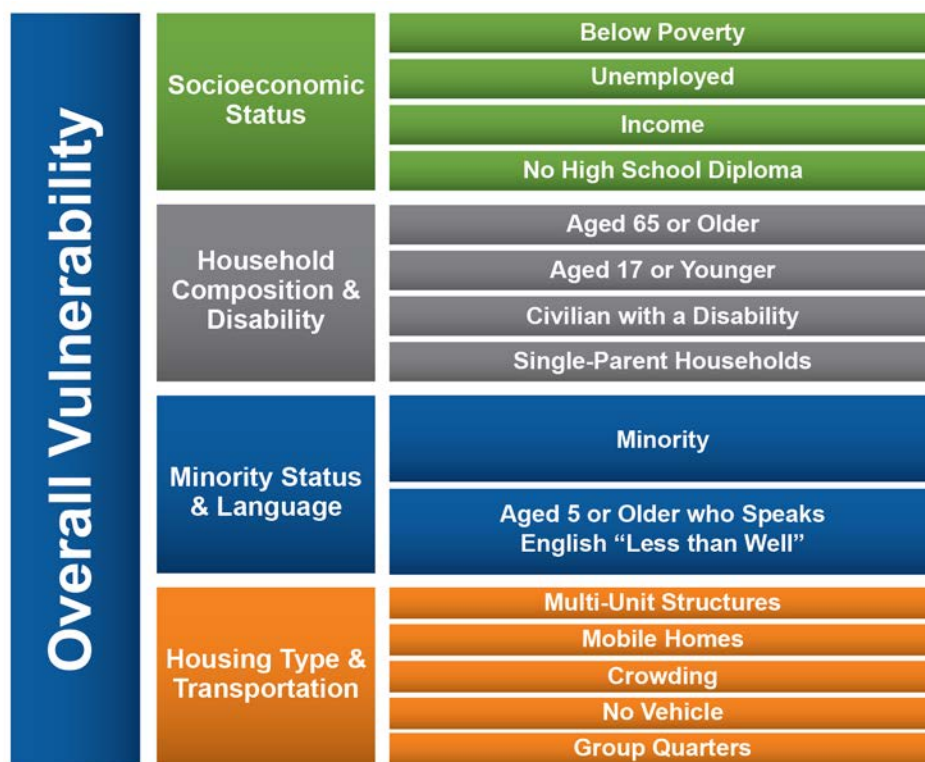 Overall Vulnerability
Socioeconomic
Status
Below Poverty
Unemployed
Income
No High School Diploma
Household
Composition &
Disability
Aged 65 or Older
Aged 17 or Younger
Civilian with a Disability
Single-Parent Households
Minority Status
& Language
Minority
Aged 5 or Older who Speaks
English “Less than Well”
Housing Type &
Transportation
Multi-Unit Structures
Mobile Homes
Crowding
No Vehicle
Group Quarters